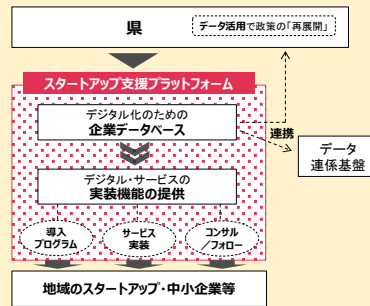 県
データ活用で政策の「再展開」
スタートアップ支援プラットフォーム
デジタル化のための
企業データベース
連携
データ
連係基盤
デジタル・サービスの
実装機能の提供
導入
プログラム
サービス
実装
コンサル
／フォロー
地域のスタートアップ・中小企業等